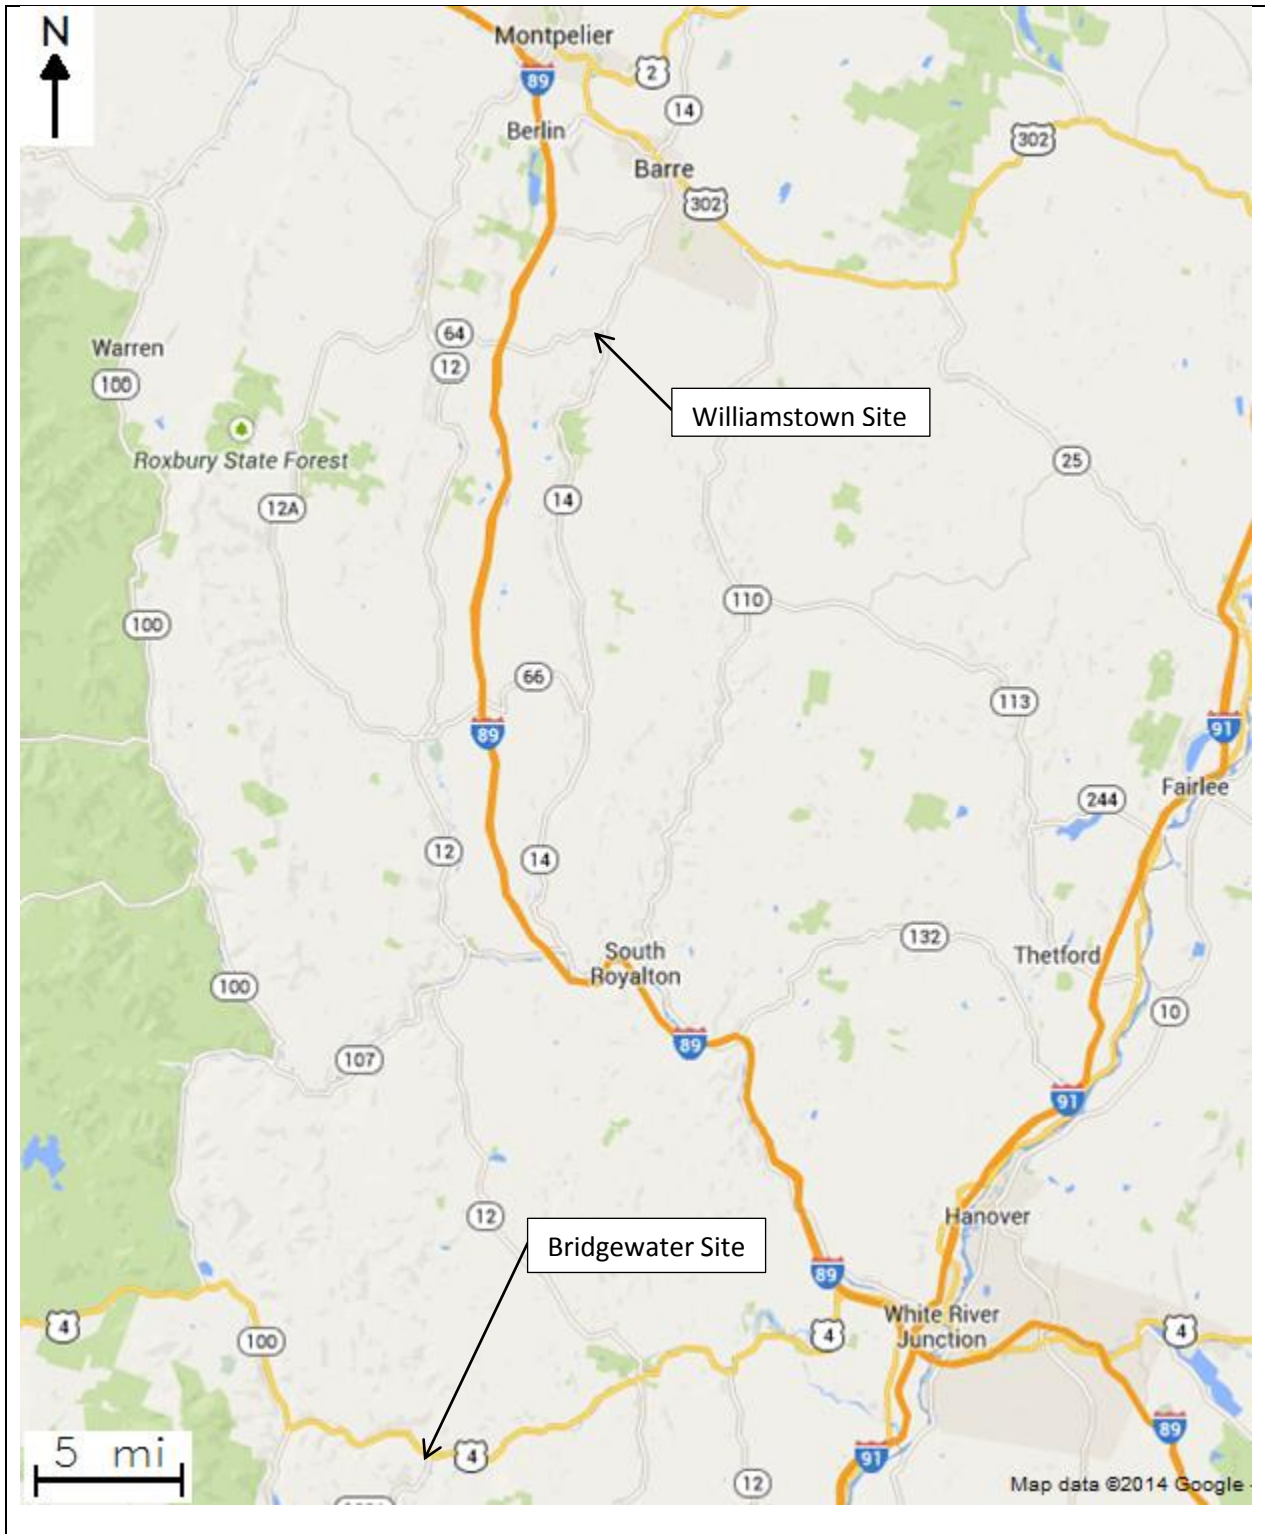 N
Montpelier
89
2
14
Berlin
302
Barre
302
64
Warren
12
100
Williamstown Site
Roxbury State Forest
25
14
12A
110
100
66
113
89
91
Fairlee
244
12
14
132
South
Royalton
Thetford
100
10
89
107
91
12
Hanover
Bridgewater Site
89
White River
Junction
4
4
4
100
89
5 mi
4
91
12
Map data ©2014 Google